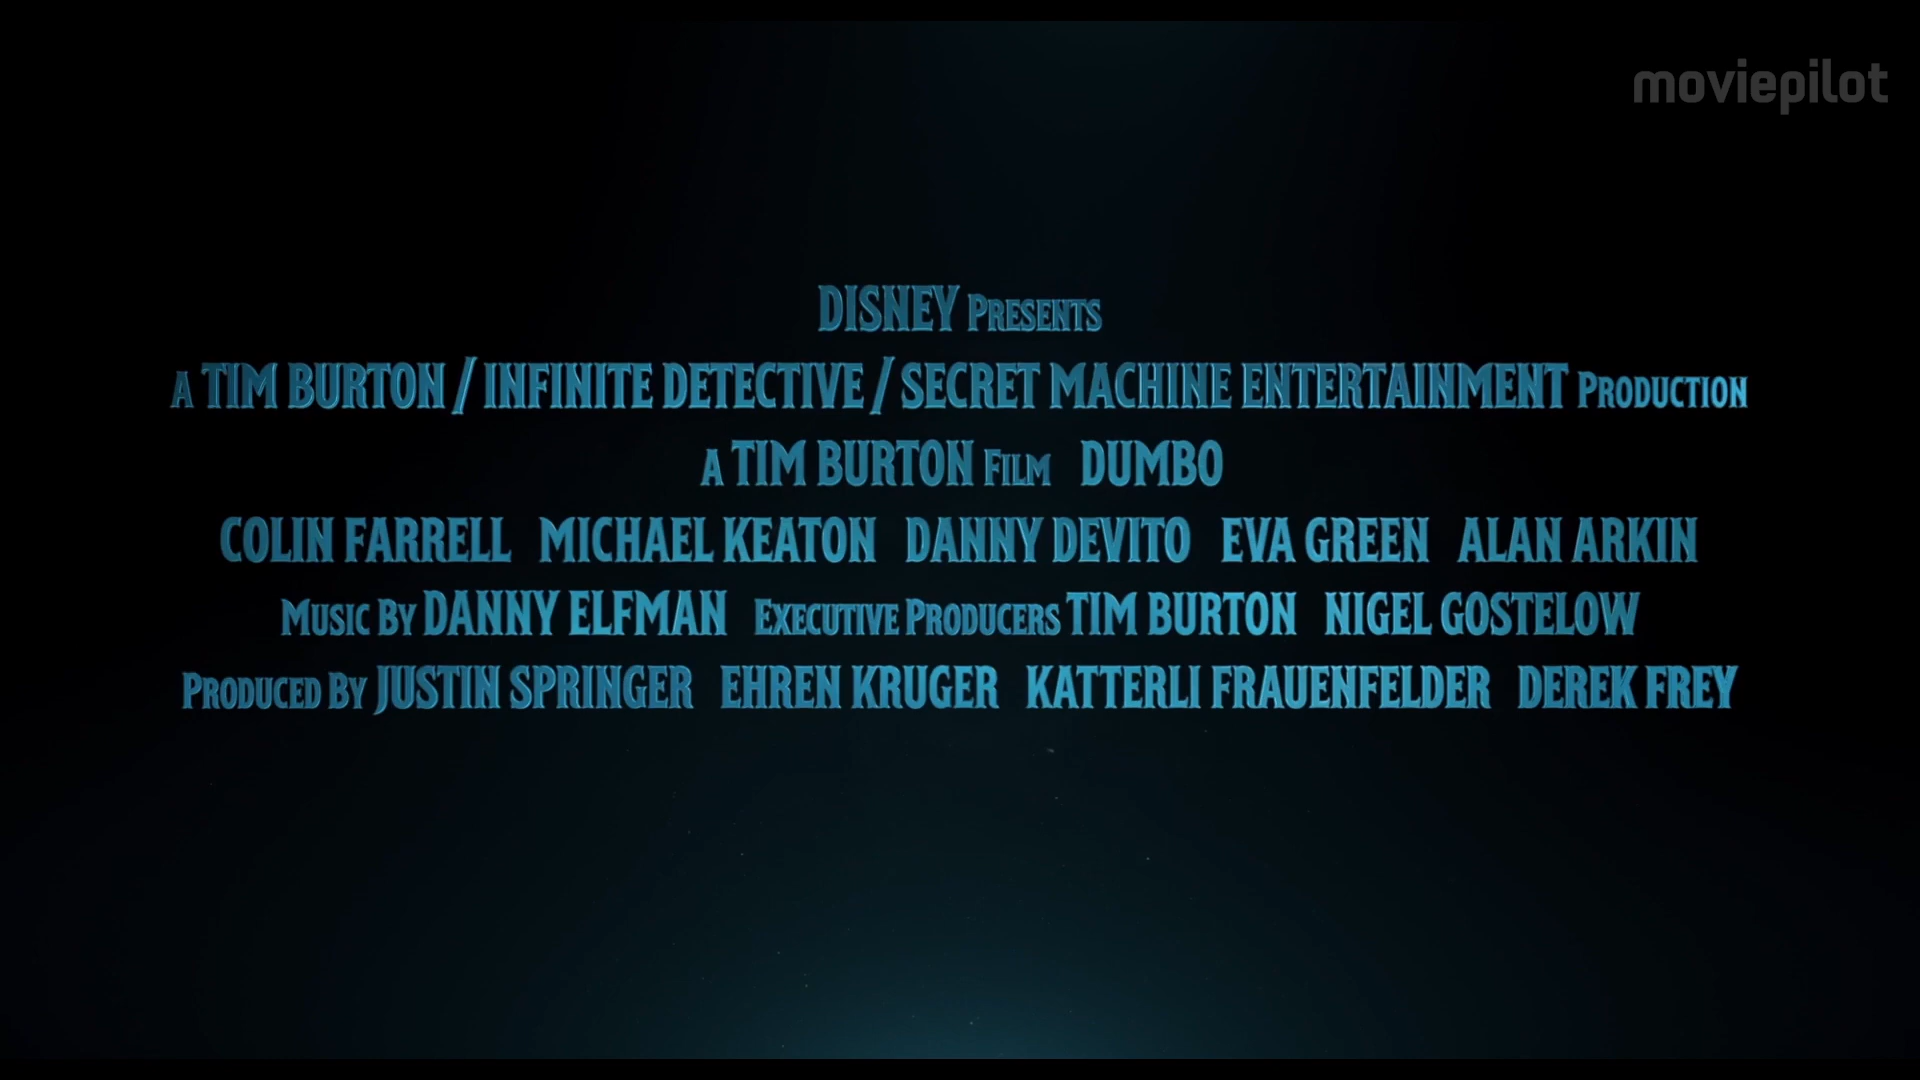 moviepilot
DISNEY PRESENTS
A TIM BURTON / INFINITE DETECTIVE / SECRET MACHINE ENTERTAINMENT PRODUCTION
A TIM BURTON FILM DUMBO
COLIN FARRELL MICHAEL KEATON DANNY DEVITO EVA GREEN ALAN ARKIN
MUSIC BY DANNY ELFMAN EXECUTIVE PRODUCERS TIM BURTON NIGEL GOSTELOW
PRODUCED BY JUSTIN SPRINGER EHREN KRUGER KATTERLI FRAUENFELDER DEREK FREY